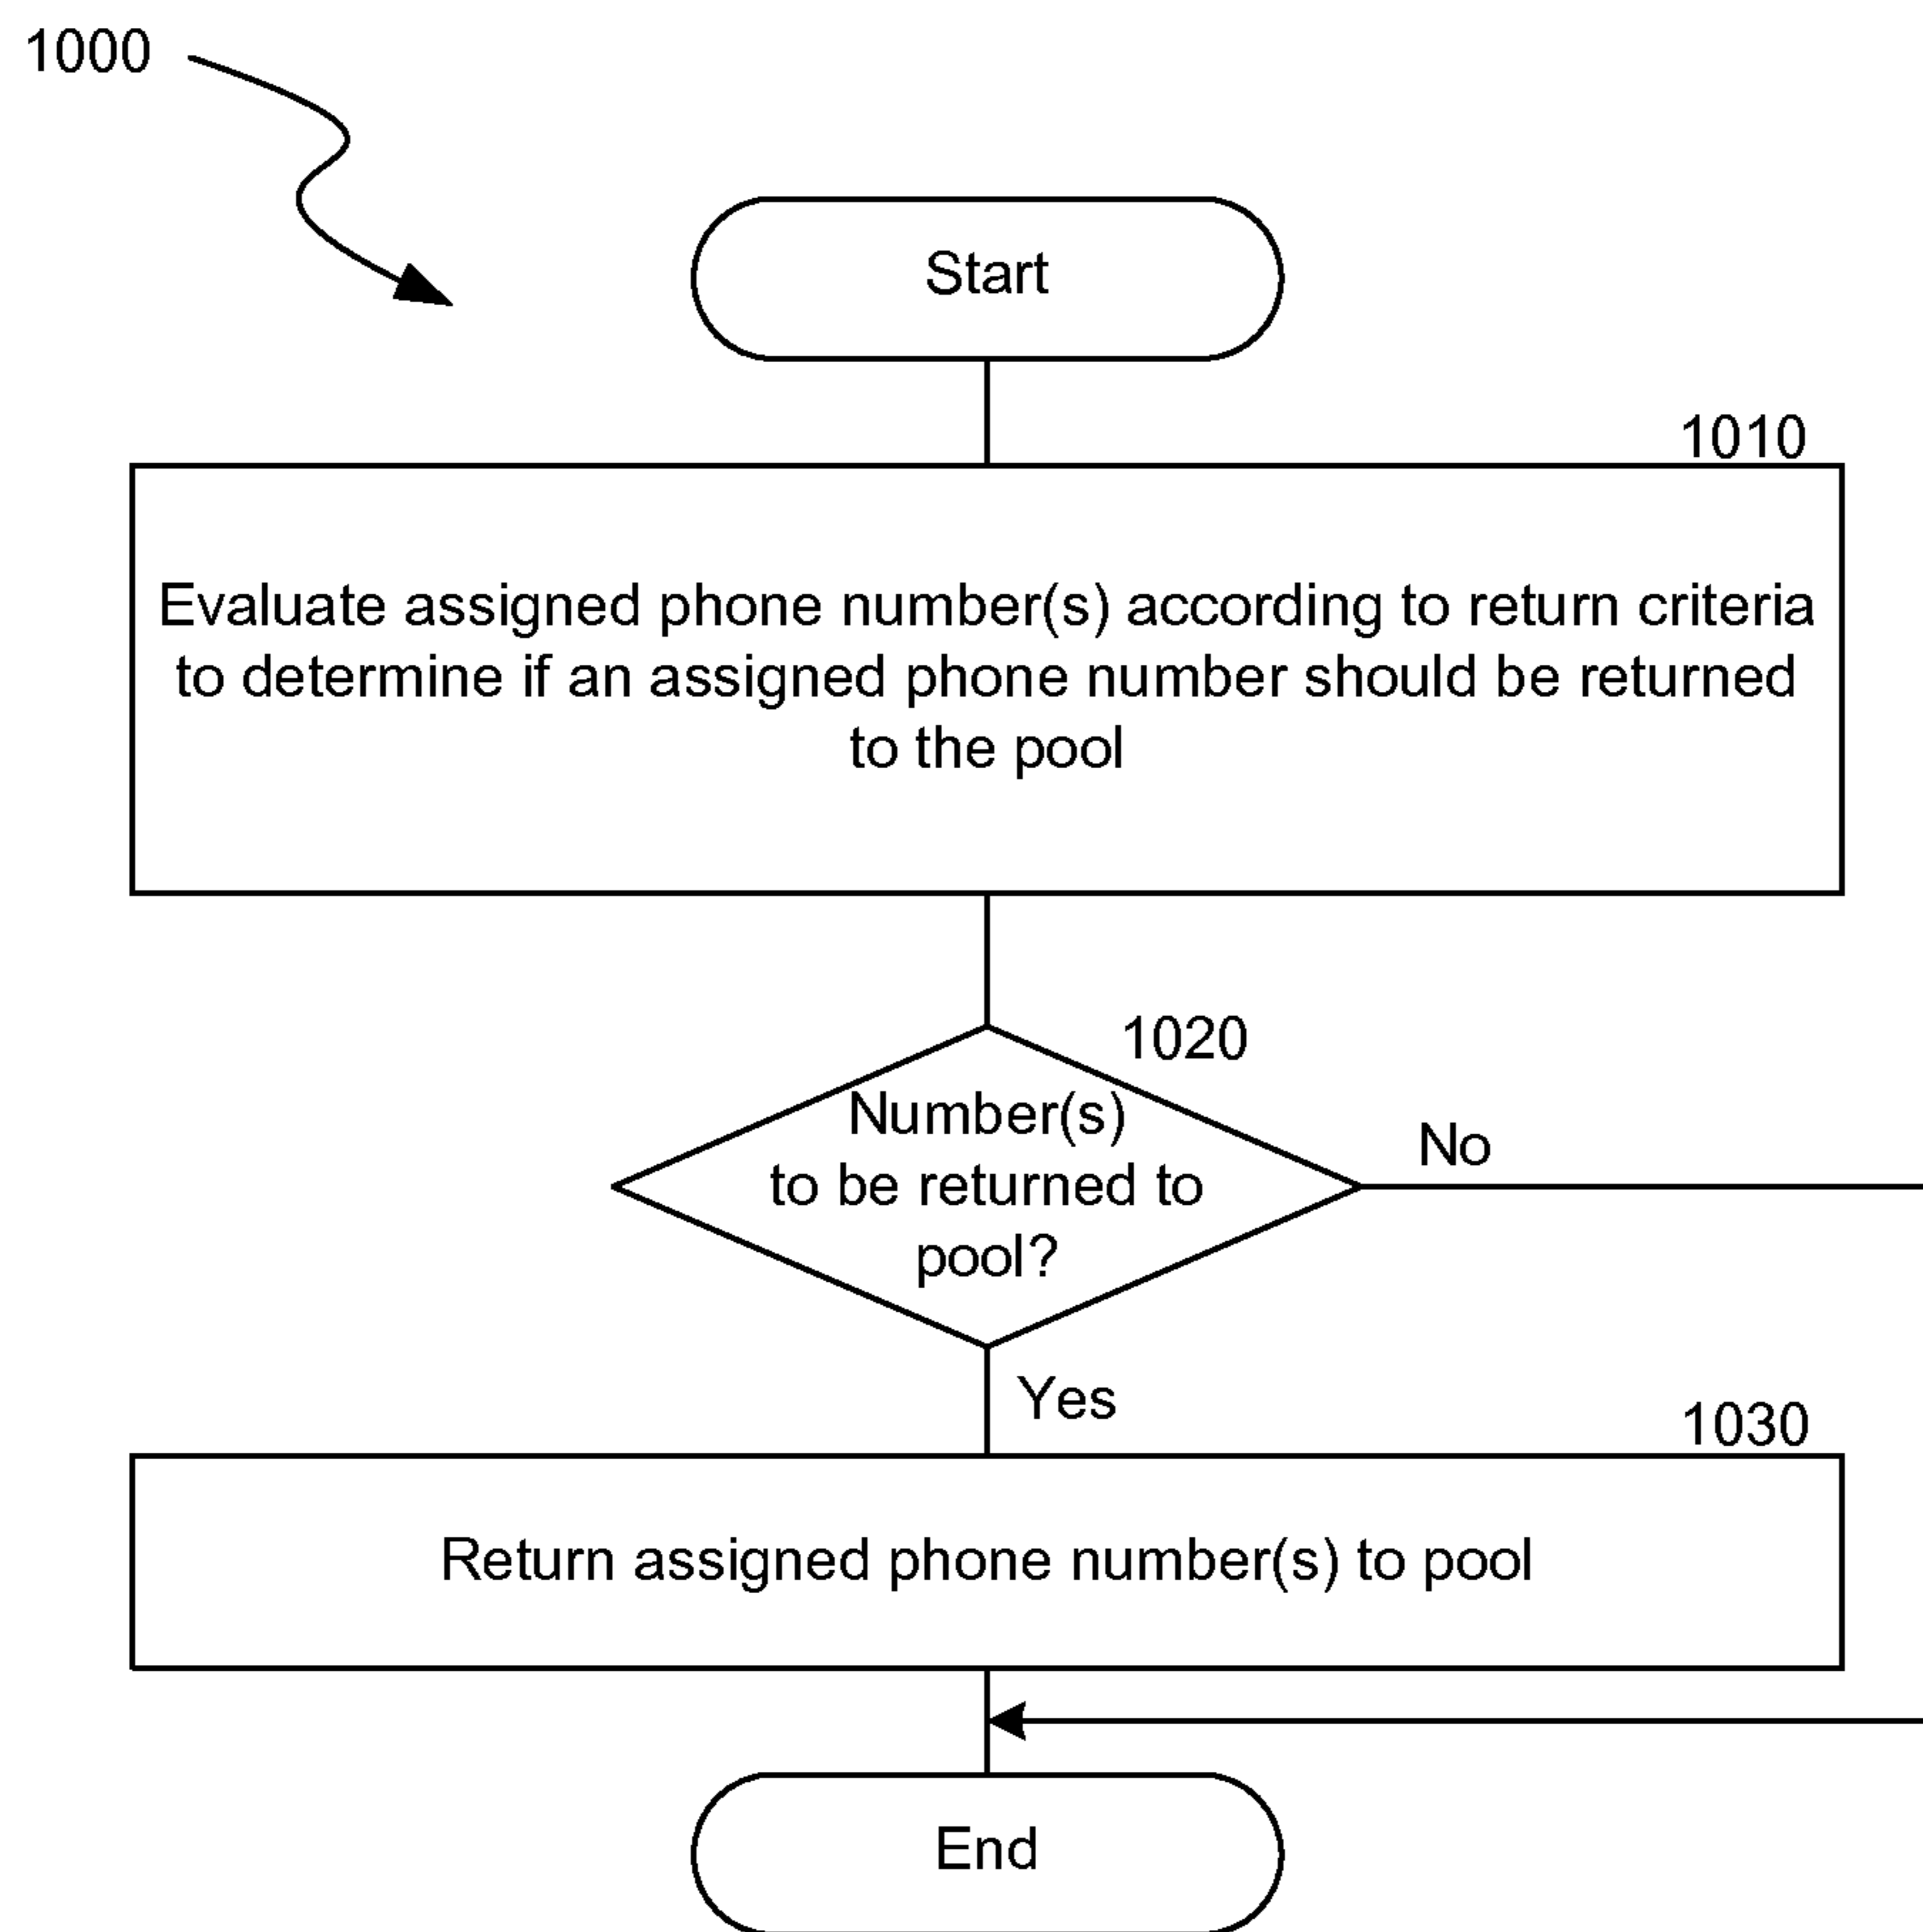 1000
Start
1010
Evaluate assigned phone number(s) according to return criteria
to determine if an assigned phone number should be returned
to the pool
1020
Number(s)
to be returned to
pool?
No
Yes
1030
Return assigned phone number(s) to pool
End